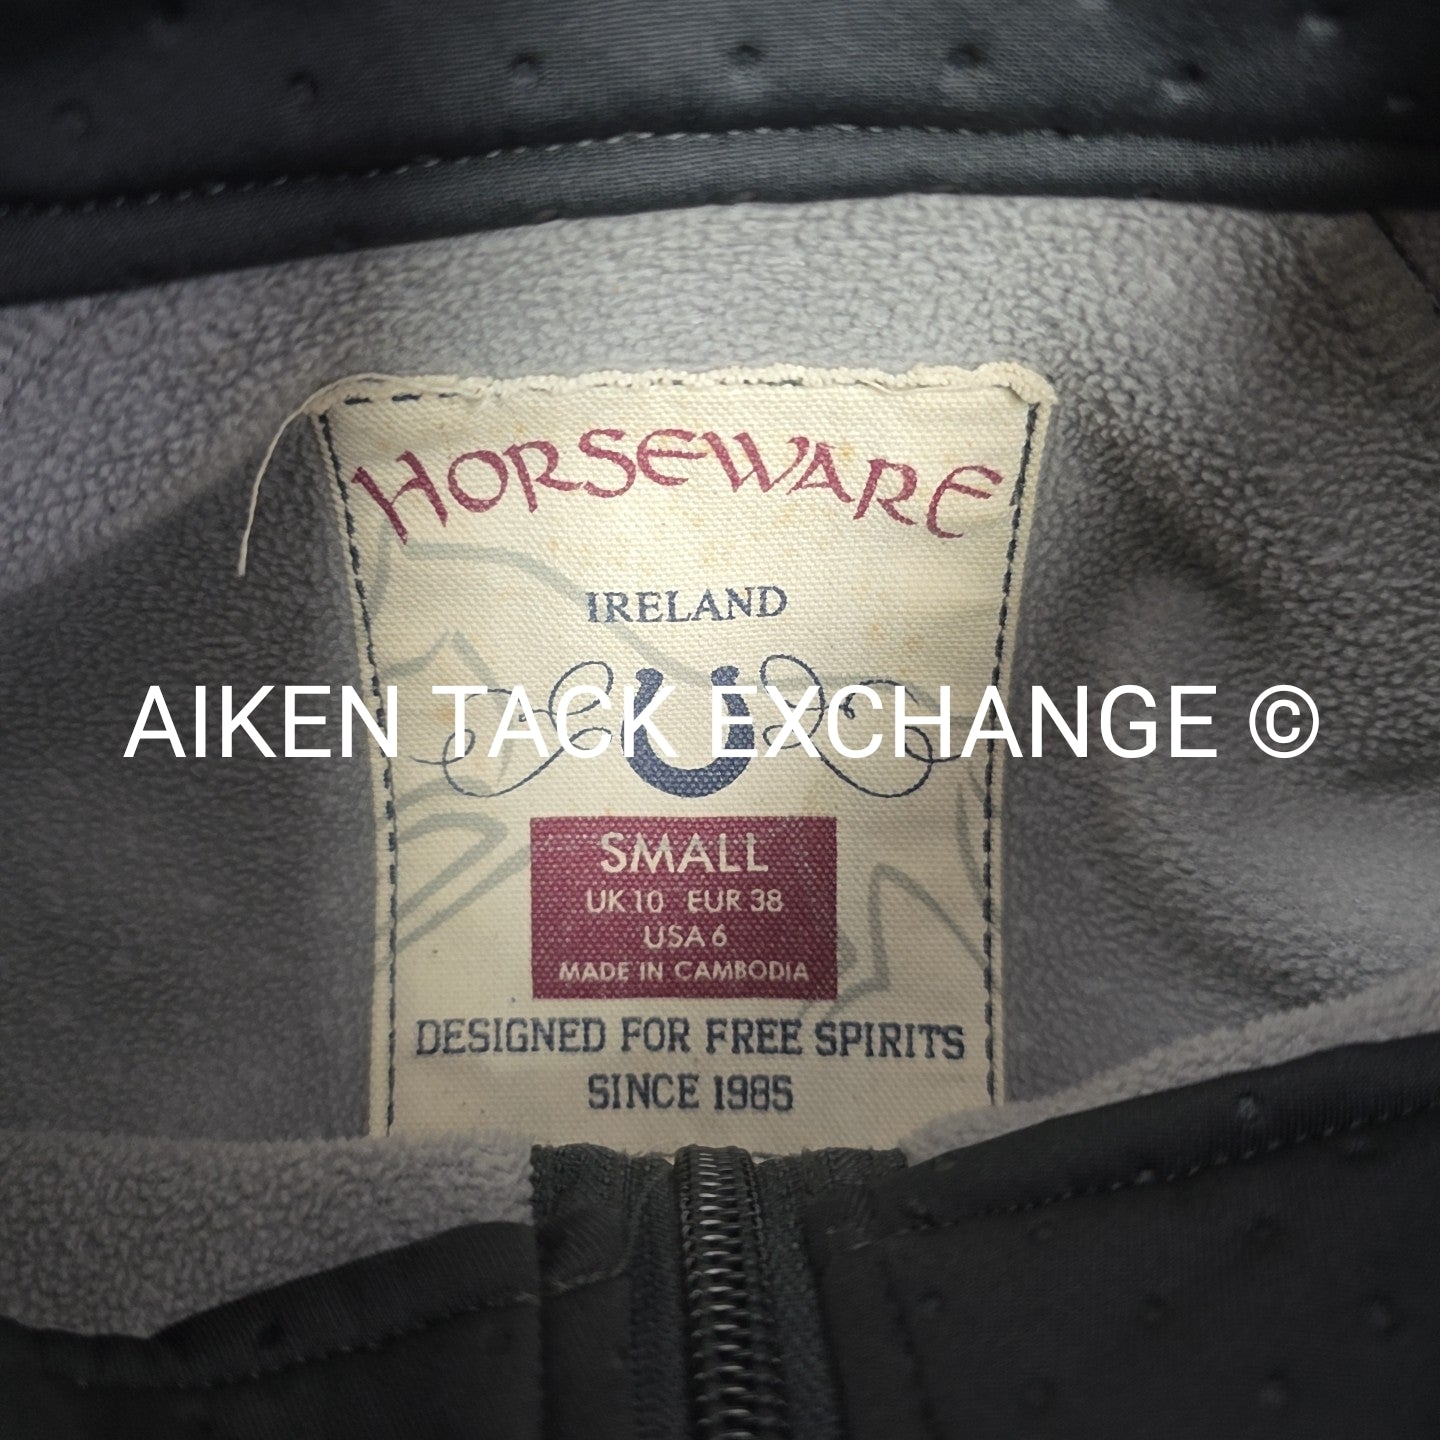 HORSEWARE
IRELAND
AIKEN TACK EXCHANGE ©
SMALL
UK 10 EUR 38
USA 6
MADE IN CAMBODIA
DESIGNED FOR FREE SPIRITS
SINCE 1985